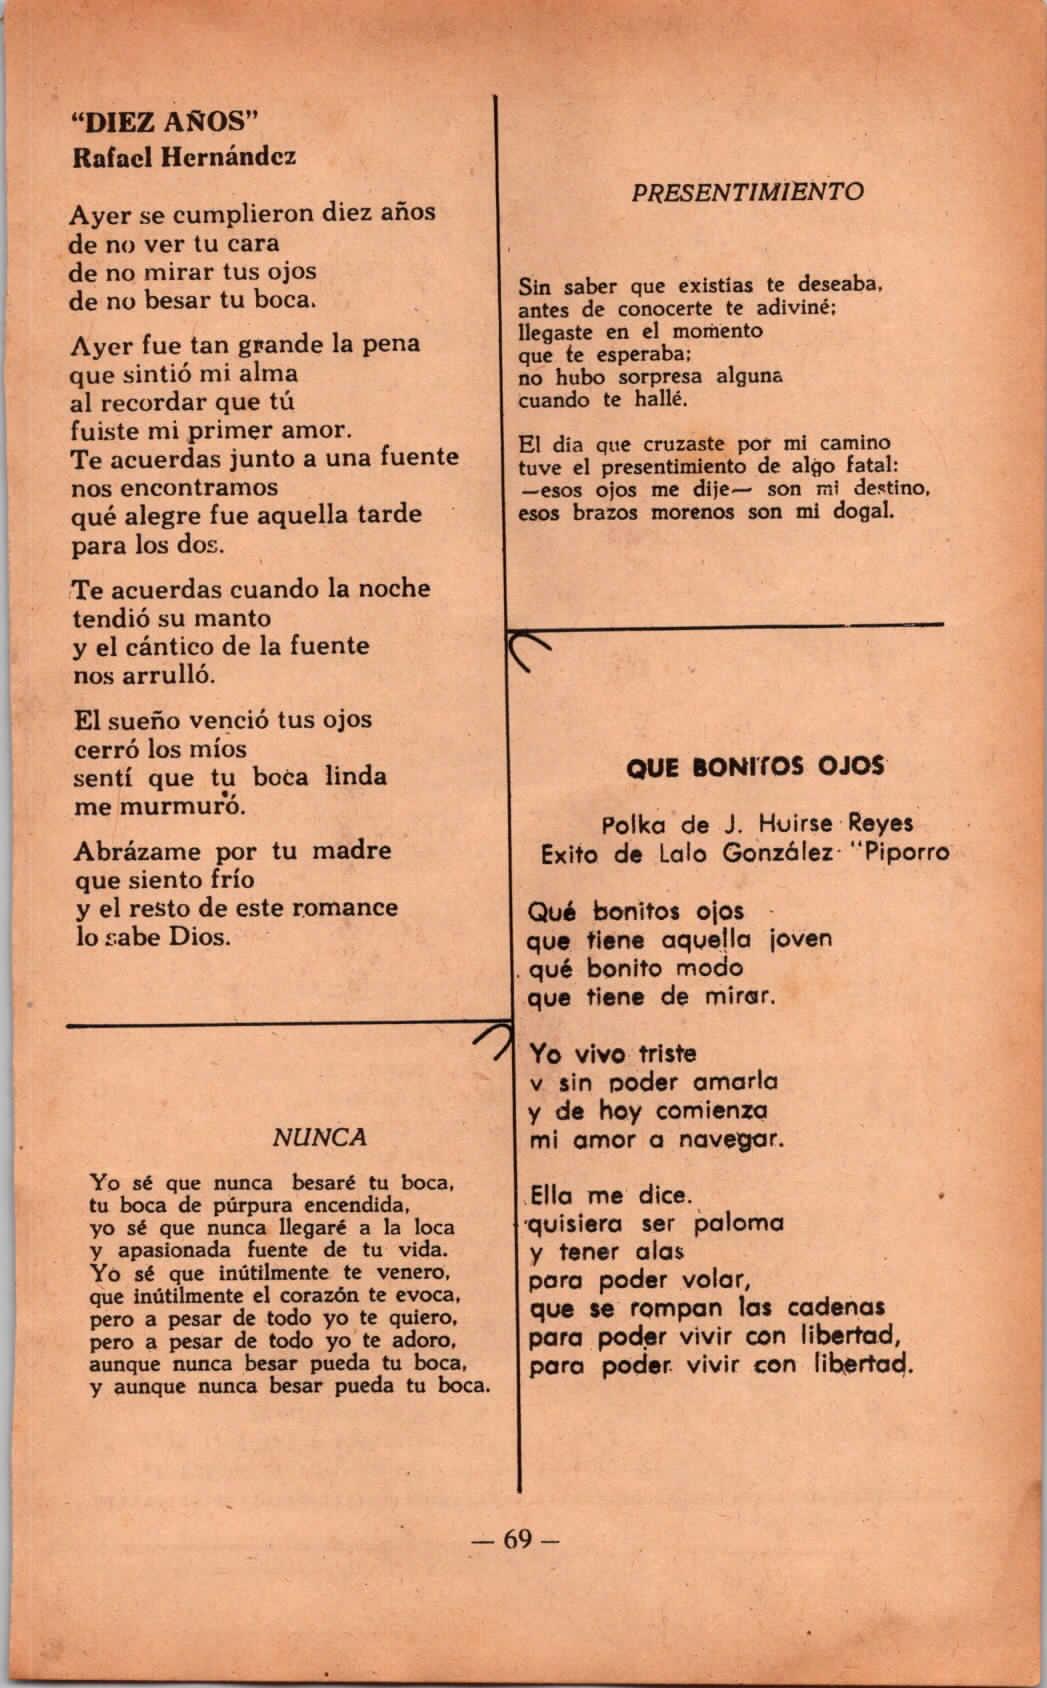 “DIEZ AÑOS”
Rafael Hernández
Ayer se cumplieron diez años
de no ver tu cara
de no mirar tus ojos
de no besar tu boca.
Ayer fue tan grande la pena
que sintió mi alma
al recordar que tú
fuiste mi primer amor.
Te acuerdas junto a una fuente
nos encontramos
qué alegre fue aquella tarde
para los dos.
Te acuerdas cuando la noche
tendió su manto
y el cántico de la fuente
nos arrulló.
El sueño venció tus ojos
cerró los míos
sentí que tu boca linda
me murmuró.
Abrázame por tu madre
que siento frío
y el resto de este romance
lo sabe Dios.
NUNCA
Yo sé que nunca besaré tu boca,
tu boca de púrpura encendida,
yo sé que nunca llegaré a la loca
y apasionada fuente de tu vida.
Yo sé que inútilmente te venero,
que inútilmente el corazón te evoca,
pero a pesar de todo yo te quiero,
pero a pesar de todo yo te adoro,
aunque nunca besar pueda tu boca,
y aunque nunca besar pueda tu boca.
PRESENTIMIENTO
Sin saber que existías te deseaba,
antes de conocerte te adiviné;
llegaste en el momento
que te esperaba;
no hubo sorpresa alguna
cuando te hallé.
El día que cruzaste por mi camino
tuve el presentimiento de algo fatal:
—esos ojos me dije— son mi destino,
esos brazos morenos son mi dogal.
QUE BONITOS OJOS
Polka de J. Huirse Reyes
Exito de Lalo González "Piporro
Qué bonitos ojos
que tiene aquella joven
qué bonito modo
que tiene de mirar.
Yo vivo triste
v sin poder amarla
y de hoy comienza
mi amor a navegar.
Ella me dice.
quisiera ser paloma
y tener alas
para poder volar,
que se rompan las cadenas
para poder vivir con libertad,
para poder vivir con libertad.
— 69 —